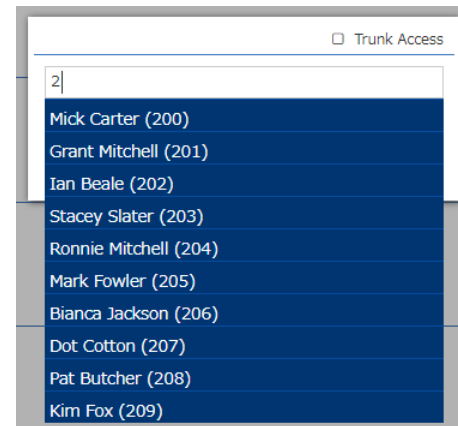 Trunk Access
2
Mick Carter (200)
Grant Mitchell (201)
Ian Beale (202)
Stacey Slater (203)
Ronnie Mitchell (204)
Mark Fowler (205)
Bianca Jackson (206)
Dot Cotton (207)
Pat Butcher (208)
Kim Fox (209)